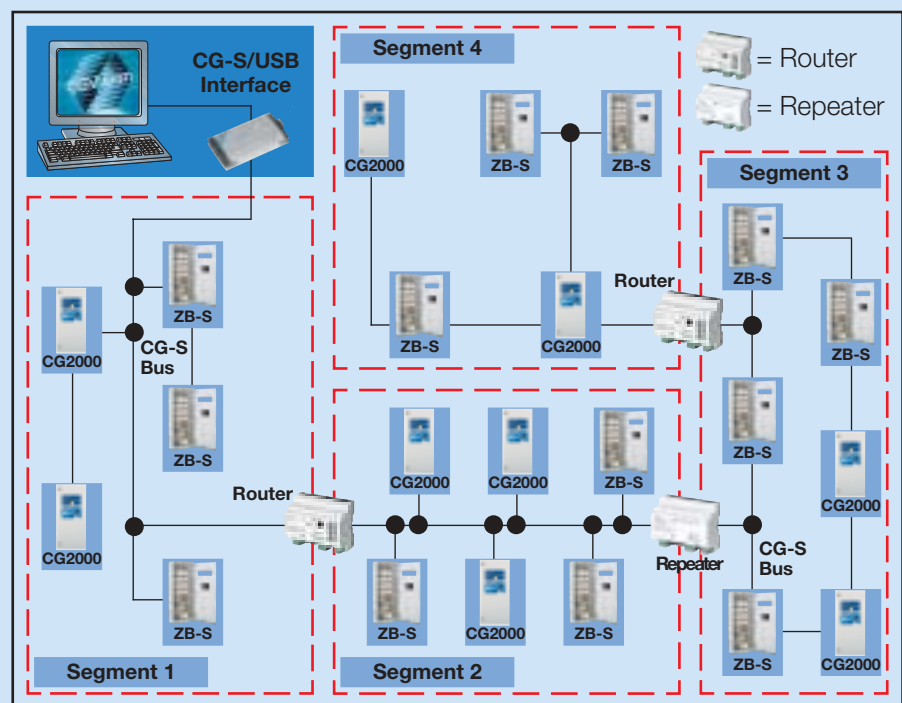 CG-S/USB
Interface
Segment 4
= Router
= Repeater
CG2000
ZB-S
ZB-S
ZB-S
CG2000
Router
Segment 3
ZB-S
ZB-S
ZB-S
CG2000
CG-S
Bus
ZB-S
CG2000
ZB-S
CG2000
CG-S
Bus
ZB-S
CG2000
ZB-S
Segment 1
Router
CG2000
CG2000
ZB-S
ZB-S
CG2000
ZB-S
Repeater
Segment 2